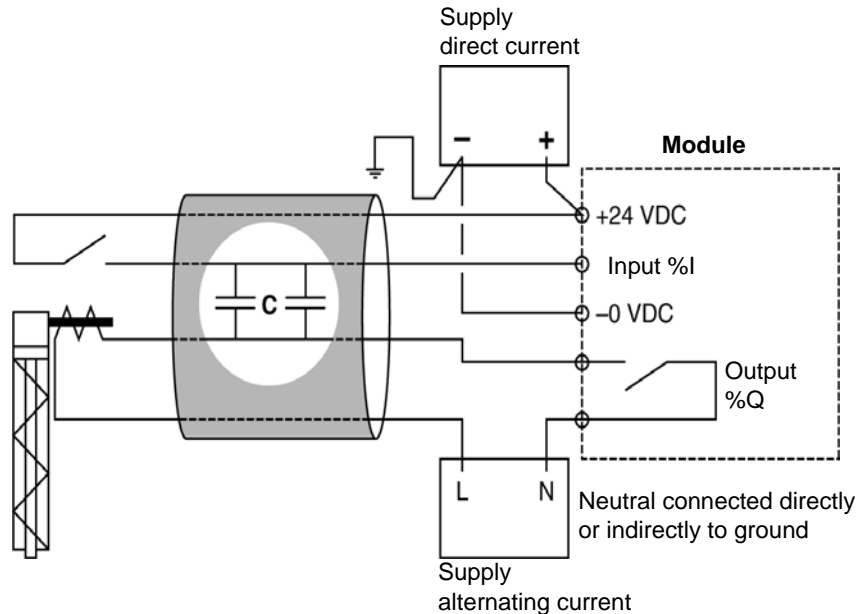 Supply
direct current
– +
Module
+24 VDC
Input %I
C
–0 VDC
Output
%Q
L N
Neutral connected directly
or indirectly to ground
Supply
alternating current